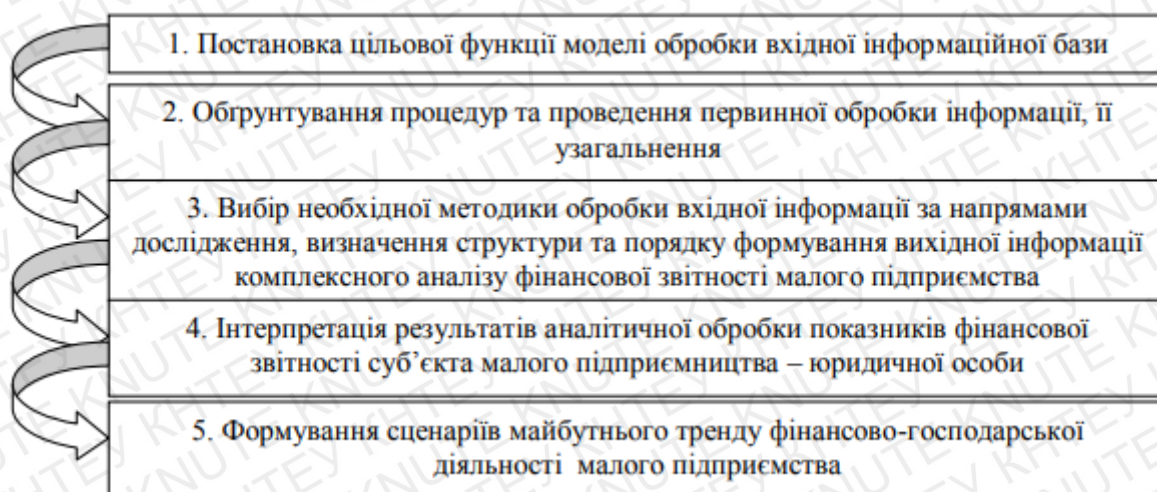 1. Постановка цільової функції моделі обробки вхідної інформаційної бази
2. Обґрунтування процедур та проведення первинної обробки інформації, її
узагальнення
3. Вибір необхідної методики обробки вхідної інформації за напрямами
дослідження, визначення структури та порядку формування вихідної інформації
комплексного аналізу фінансової звітності малого підприємства
4. Інтерпретація результатів аналітичної обробки показників фінансової
звітності суб’єкта малого підприємництва – юридичної особи
5. Формування сценаріїв майбутнього тренду фінансово-господарської
діяльності малого підприємства